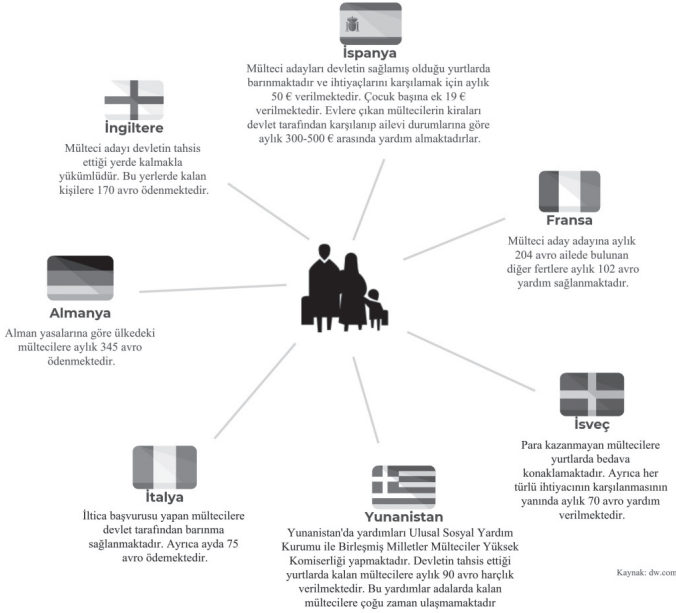 İspanya
Mülteci adayları devletin sağlamış olduğu yurtlarda
barınmaktadır ve ihtiyaçlarını karşılamak için aylık
50 € verilmektedir. Çocuk başına ek 19 €
verilmektedir. Evlere çıkan mültecilerin kiraları
devlet tarafından karşılanıp ailevi durumlarına göre
aylık 300-500 € arasında yardım almaktadırlar.
İngiltere
Mülteci adayı devletin tahsis
ettiği yerde kalmakla
yükümlüdür. Bu yerlerde kalan
kişilere 170 avro ödenmektedir.
Fransa
Mülteci aday adayına aylık
204 avro ailede bulunan
diğer fertlere aylık 102 avro
yardım sağlanmaktadır.
Almanya
Alman yasalarına göre ülkedeki
mültecilere aylık 345 avro
ödenmektedir.
İsveç
Para kazanmayan mültecilere
yurtlarda bedava
konaklamaktadır. Ayrıca her
türlü ihtiyacının karşılanmasının
yanında aylık 70 avro yardım
verilmektedir.
İtalya
İltica başvurusu yapan mültecilere
devlet tarafından barınma
sağlanmaktadır. Ayrıca ayda 75
avro ödemektedir.
Yunanistan
Yunanistan'da yardımları Ulusal Sosyal Yardım
Kurumu ile Birleşmiş Milletler Mülteciler Yüksek
Komiserliği yapmaktadır. Devletin tahsis ettiği
yurtlarda kalan mültecilere aylık 90 avro harçlık
verilmektedir. Bu yardımlar adalarda kalan
mültecilere çoğu zaman ulaşmamaktadır
Kaynak: dw.com